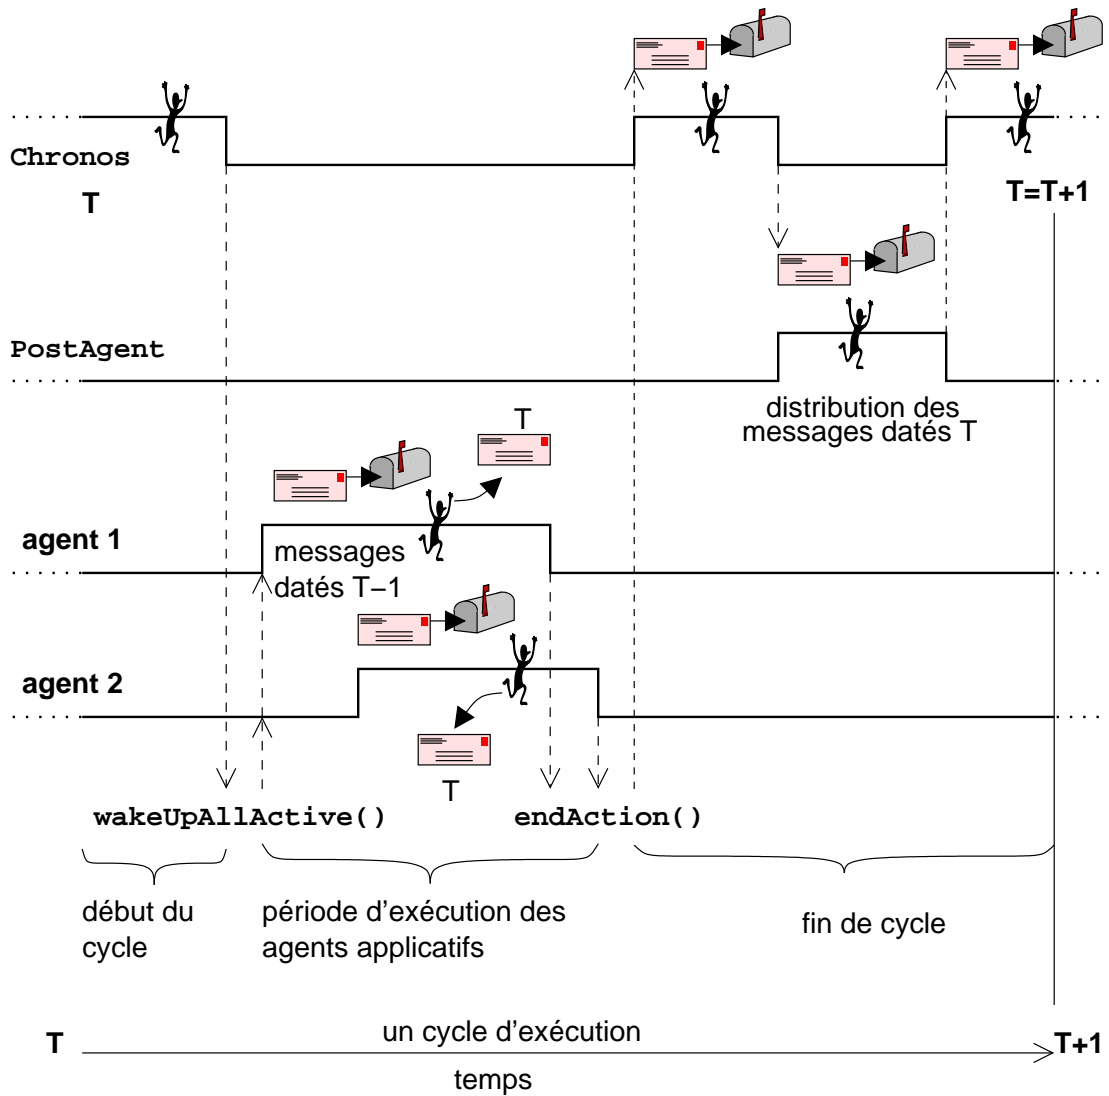 Chronos
T
T=T+1
PostAgent
distribution des
messages datés T
T
agent 1
messages
datés T−1
agent 2
T
wakeUpAllActive()
endAction()
début du
cycle
période d'exécution des
agents applicatifs
fin de cycle
T
un cycle d'exécution
T+1
temps